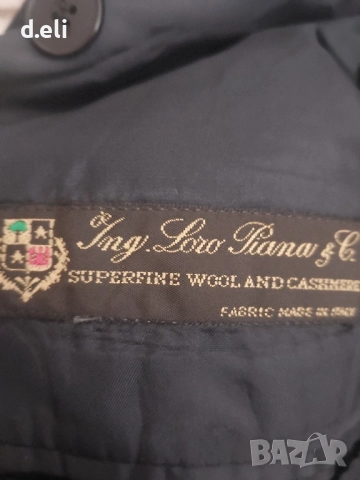 d.eli
Ing. Loro Piana & C.
SUPERFINE WOOL AND CASHMERE
FABRIC MADE IN ITALY
BAZAR